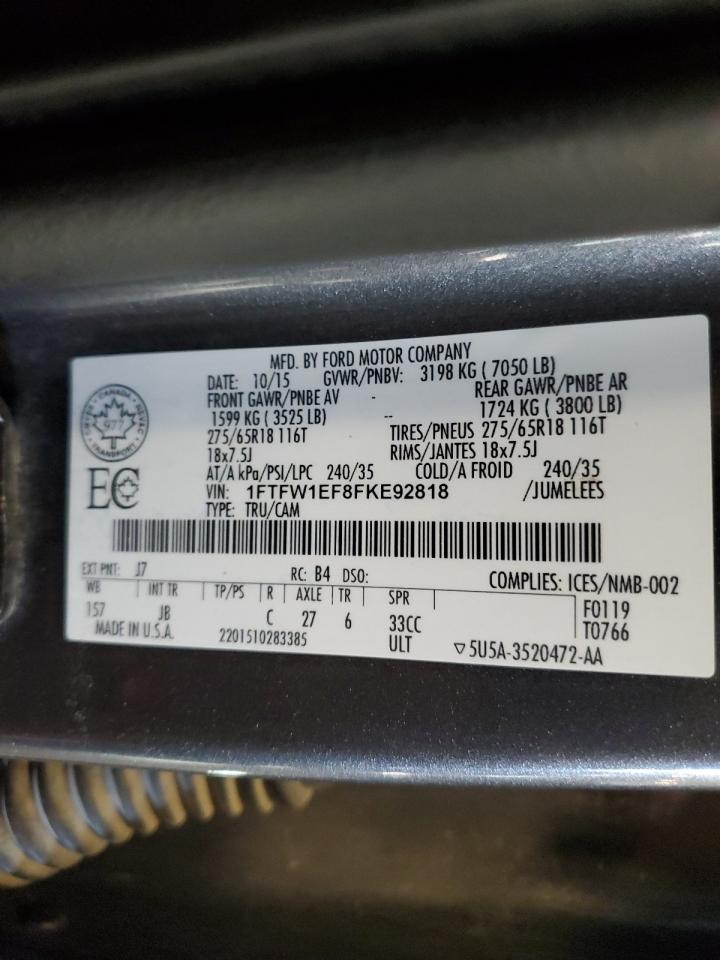 MFD. BY FORD MOTOR COMPANY
DATE: 10/15 GVWR/PNBV: 3198 KG ( 7050 LB)
FRONT GAWR/PNBE AV - REAR GAWR/PNBE AR
1599 KG ( 3525 LB) -- 1724 KG ( 3800 LB)
275/65R18 116T TIRES/PNEUS 275/65R18 116T
18x7.5J RIMS/JANTES 18x7.5J
AT/A kPa/PSI/LPC 240/35 COLD/A FROID 240/35
VIN: 1FTFW1EF8FKE92818 /JUMELEES
TYPE: TRU/CAM
CANADA
977
TRANSPORT
EC
EXT PNT: J7 RC: B4 DSO: COMPLIES: ICES/NMB-002
WB INT TR TP/PS R AXLE TR SPR F0119
157 JB C 27 6 33CC T0766
MADE IN U.S.A. 2201510283385 ULT ▽5U5A-3520472-AA